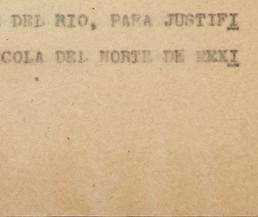 DEL RIO, PARA JUSTIFI
COLA DEL NORTE DE MEXI